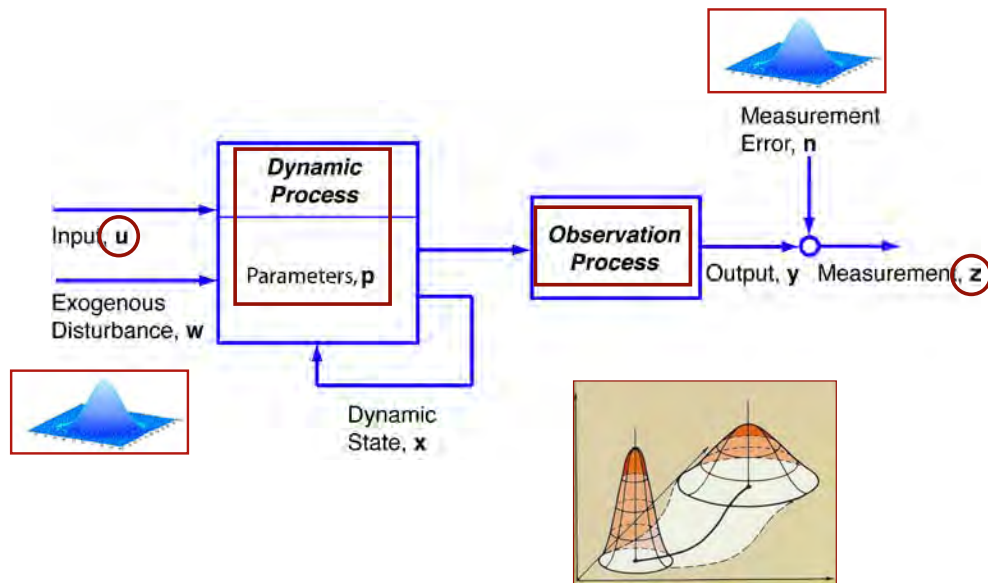 Measurement
Error, n
Dynamic
Process
Input, u
Parameters, p
Exogenous
Disturbance, w
Observation
Process
Output, y
Measurement, z
Dynamic
State, x